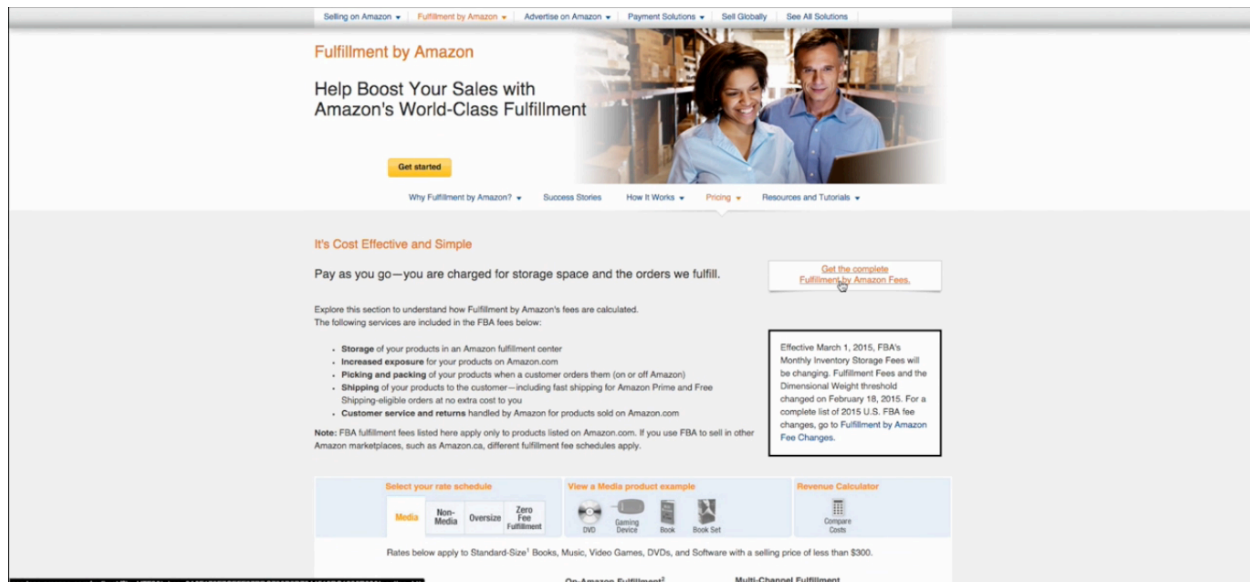 Selling on Amazon Fulfillment by Amazon Advertise on Amazon Payment Solutions Sell Globally See All Solutions
Fulfillment by Amazon
Help Boost Your Sales with
Amazon's World-Class Fulfillment
Get started
Why Fulfillment by Amazon? Success Stories How It Works Pricing Resources and Tutorials
It's Cost Effective and Simple
Pay as you go—you are charged for storage space and the orders we fulfill.
Explore this section to understand how Fulfillment by Amazon's fees are calculated.
The following services are included in the FBA fees below:
• Storage of your products in an Amazon fulfillment center
• Increased exposure for your products on Amazon.com
• Picking and packing of your products when a customer orders them (on or off Amazon)
• Shipping of your products to the customer—including fast shipping for Amazon Prime and Free
Shipping-eligible orders at no extra cost to you
• Customer service and returns handled by Amazon for products sold on Amazon.com
Note: FBA fulfillment fees listed here apply only to products listed on Amazon.com. If you use FBA to sell in other
Amazon marketplaces, such as Amazon.ca, different fulfillment fee schedules apply.
Get the complete
Fulfillment by Amazon Fees.
Effective March 1, 2015, FBA's
Monthly Inventory Storage Fees will
be changing. Fulfillment Fees and the
Dimensional Weight threshold
changed on February 18, 2015. For a
complete list of 2015 U.S. FBA fee
changes, go to Fulfillment by Amazon
Fee Changes.
Select your rate schedule
Media
Non-
Media
Oversize
Zero
Fee
Fulfillment
View a Media product example
DVD
Gaming
Device
Book
Book Set
Revenue Calculator
Compare
Costs
Rates below apply to Standard-Size1 Books, Music, Video Games, DVDs, and Software with a selling price of less than $300.
On-Amazon Fulfillment2 Multi-Channel Fulfillment